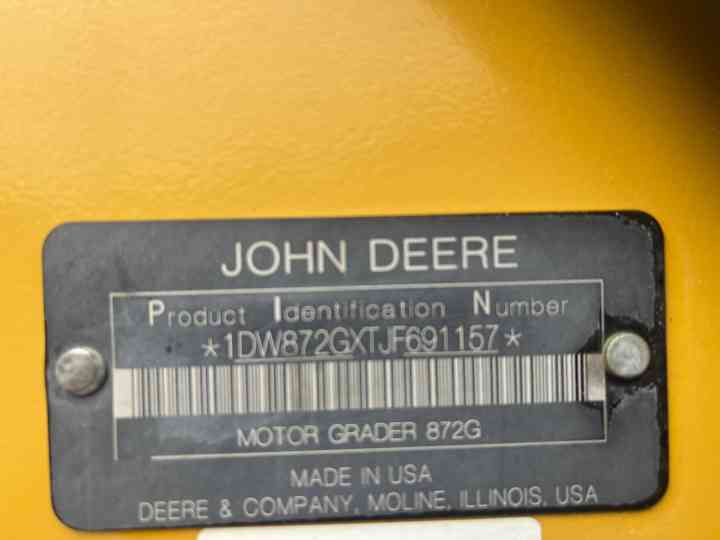 JOHN DEERE
Product Identification Number
*1DW872GXTJF691157*
MOTOR GRADER 872G
MADE IN USA
DEERE & COMPANY, MOLINE, ILLINOIS, USA